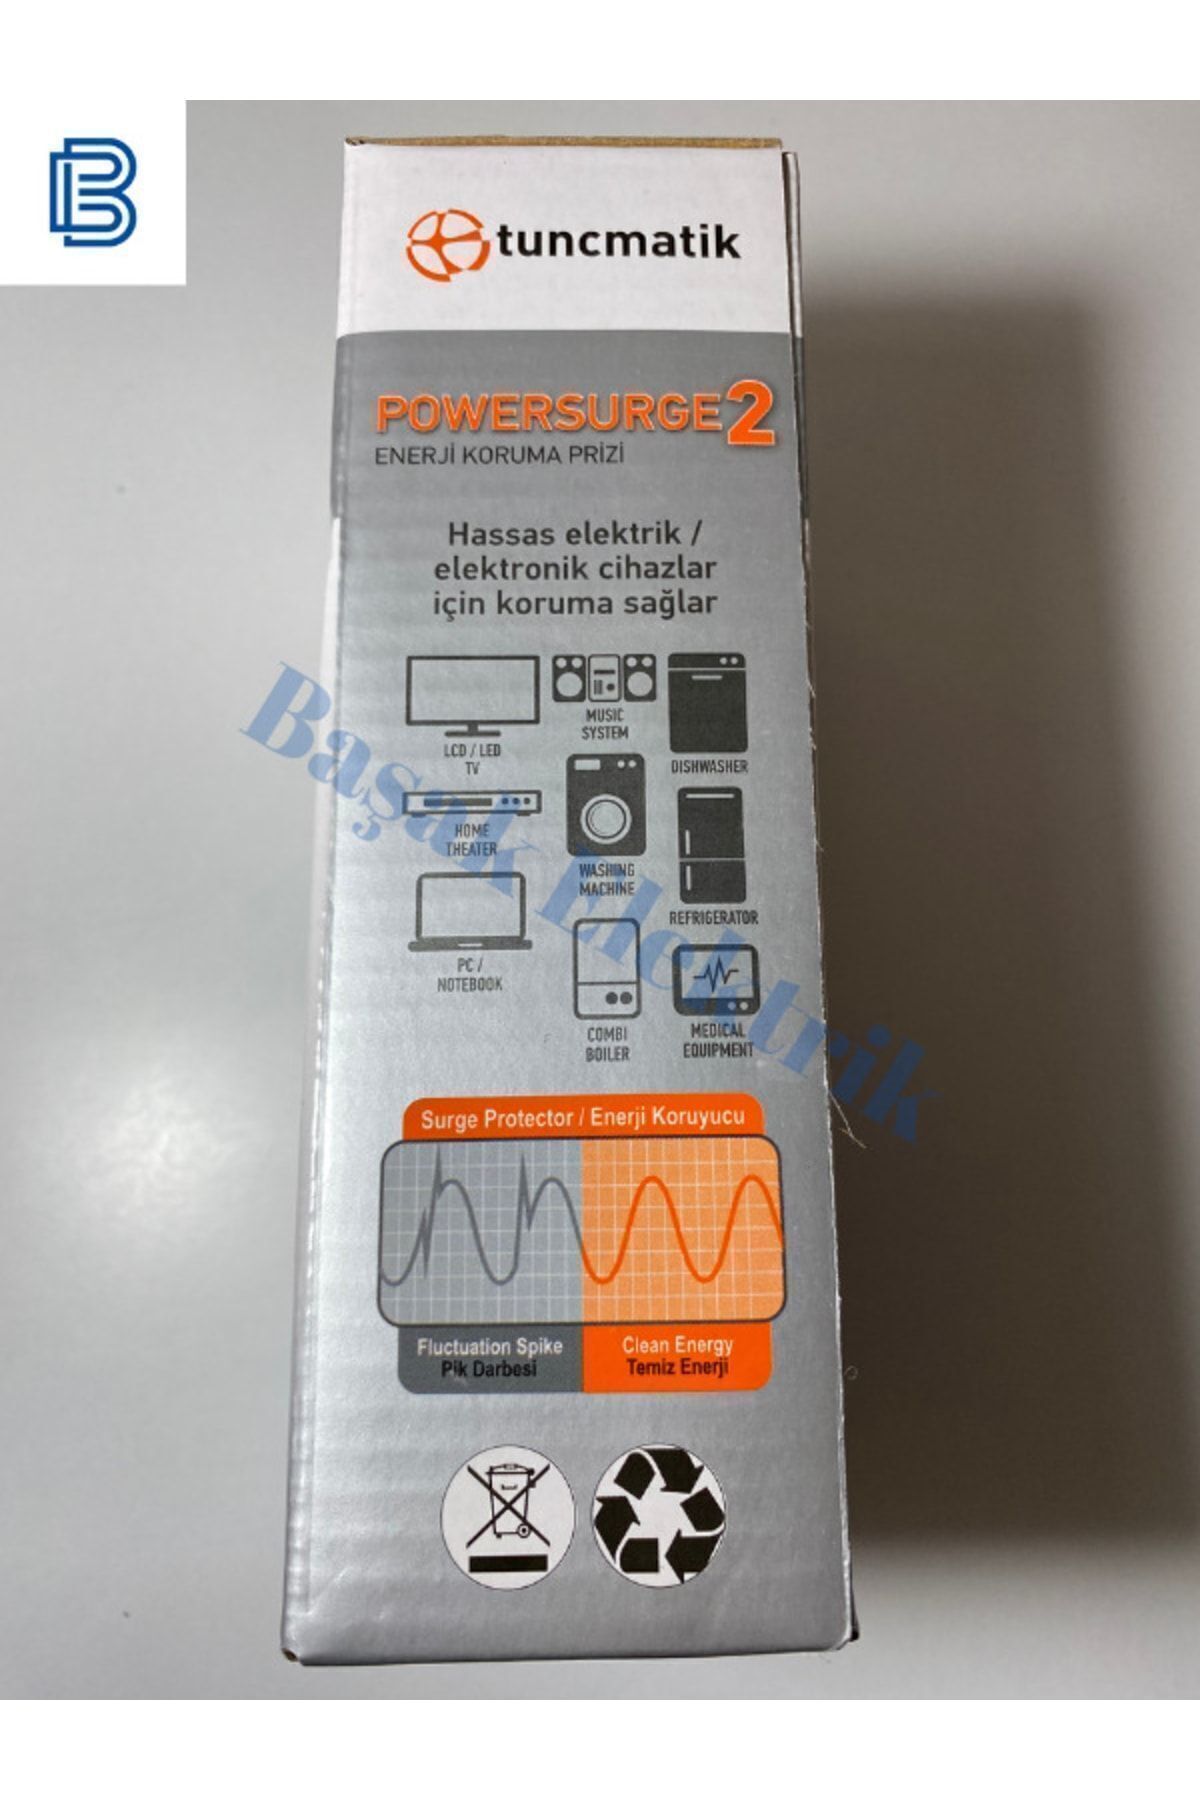 tuncmatik
POWERSURGE2
ENERJİ KORUMA PRİZİ
Hassas elektrik /
elektronik cihazlar
için koruma sağlar
LCD / LED
TV
MUSIC
SYSTEM
DISHWASHER
HOME
THEATER
WASHING
MACHINE
REFRIGERATOR
PC /
NOTEBOOK
COMBI
BOILER
MEDICAL
EQUIPMENT
Başak Elektrik
Surge Protector / Enerji Koruyucu
Fluctuation Spike
Pik Darbesi
Clean Energy
Temiz Enerji